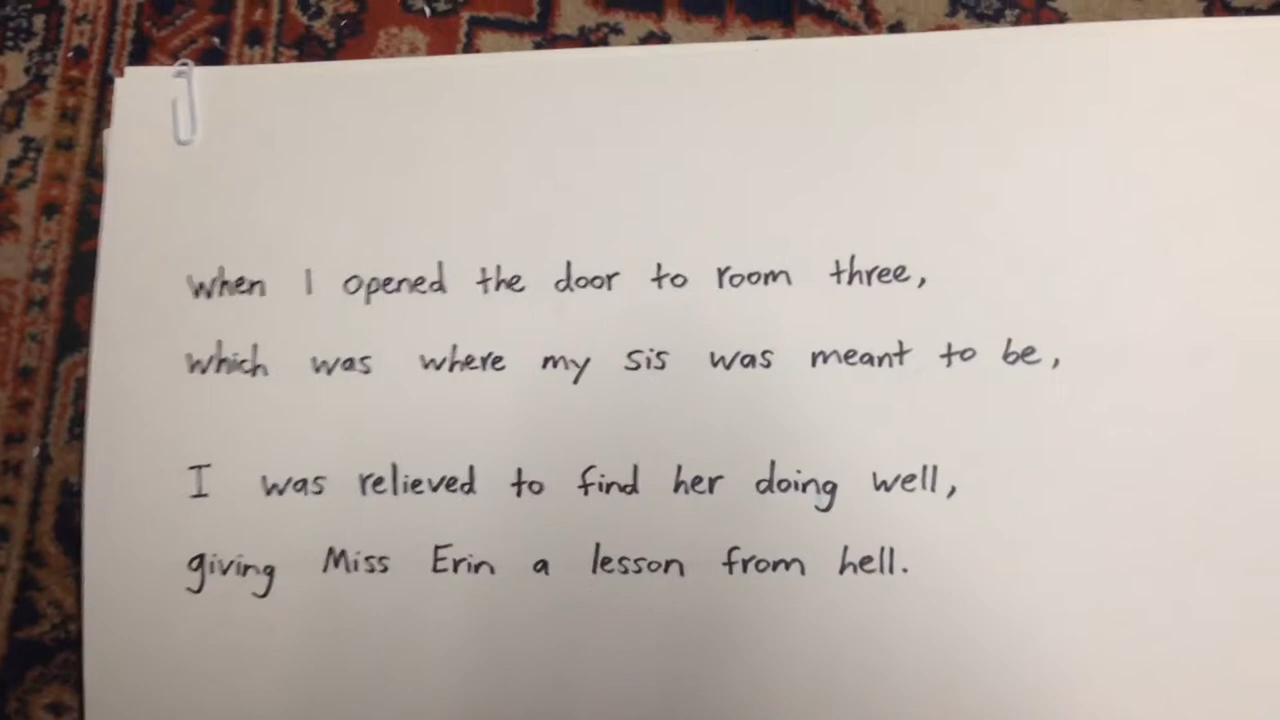 when I opened the door to room three,
which was where my sis was meant to be,
I was relieved to find her doing well,
giving Miss Erin a lesson from hell.